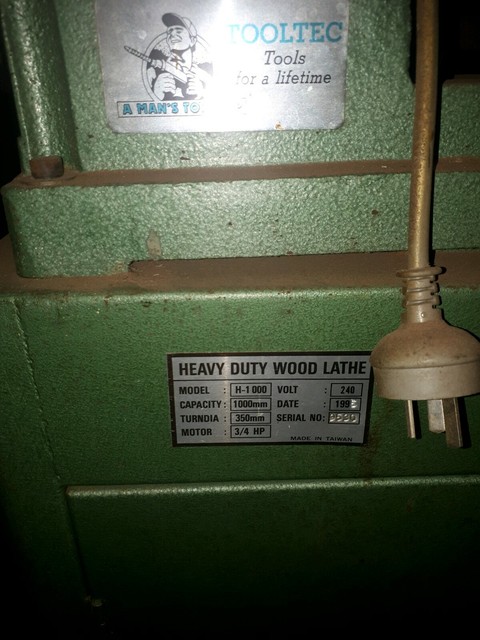 TOOLTEC
Tools
for a lifetime
A MAN'S TO
HEAVY DUTY WOOD LATHE
MODEL : H-1000 VOLT : 240
CAPACITY : 1000mm DATE :
TURNDIA : 350mm SERIAL NO:
MOTOR : 3/4 HP
MADE IN TAIWAN